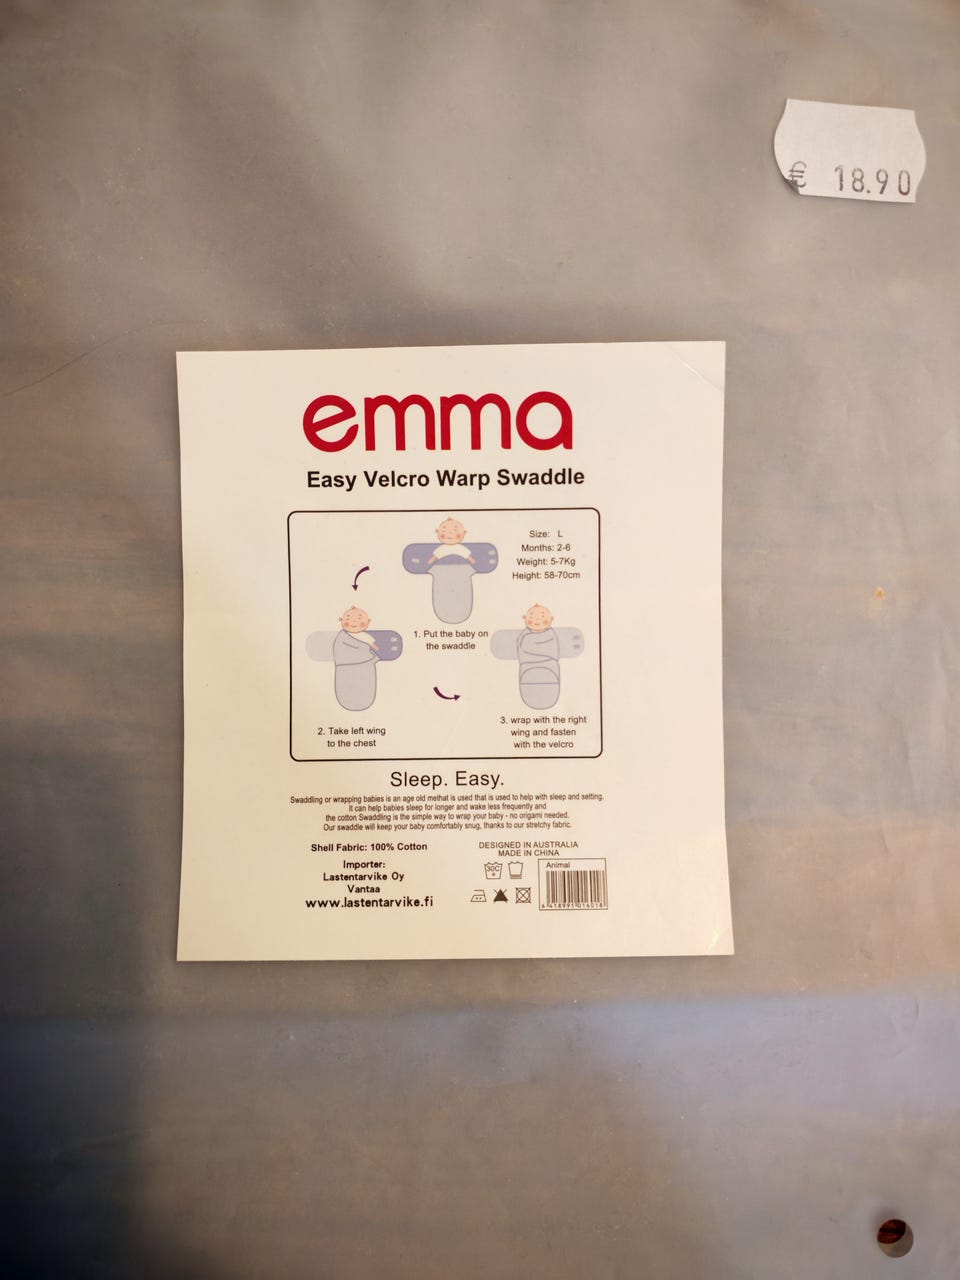 € 18.90
emma
Easy Velcro Warp Swaddle
Size: L
Months: 2-6
Weight: 5-7Kg
Height: 58-70cm
1. Put the baby on
the swaddle
2. Take left wing
to the chest
3. wrap with the right
wing and fasten
with the velcro
Sleep. Easy.
Swaddling or wrapping babies is an age old methat is used that is used to help with sleep and setting.
It can help babies sleep for longer and wake less frequently and
the cotton Swaddling is the simple way to wrap your baby - no origami needed.
Our swaddle will keep your baby comfortably snug, thanks to our stretchy fabric.
Shell Fabric: 100% Cotton
Importer:
Lastentarvike Oy
Vantaa
www.lastentarvike.fi
DESIGNED IN AUSTRALIA
MADE IN CHINA
30C
Animal
6 418991 016018